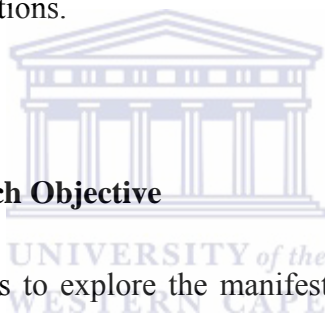 tions.
ch Objective
UNIVERSITY of the
s to explore the manifest
WESTERN CAPE